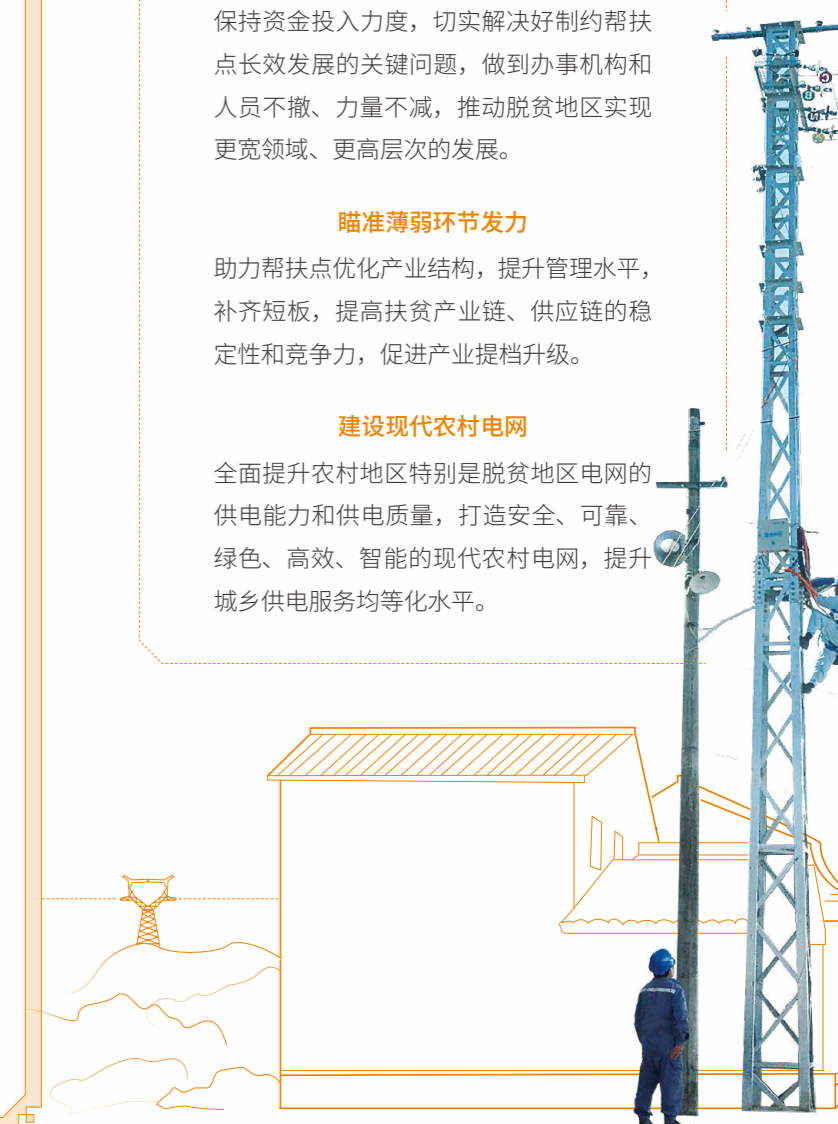 保持资金投入力度，切实解决好制约帮扶
点长效发展的关键问题，做到办事机构和
人员不撤、力量不减，推动脱贫地区实现
更宽领域、更高层次的发展。
瞄准薄弱环节发力
助力帮扶点优化产业结构，提升管理水平，
补齐短板，提高扶贫产业链、供应链的稳
定性和竞争力，促进产业提档升级。
建设现代农村电网
全面提升农村地区特别是脱贫地区电网的
供电能力和供电质量，打造安全、可靠、
绿色、高效、智能的现代农村电网，提升
城乡供电服务均等化水平。